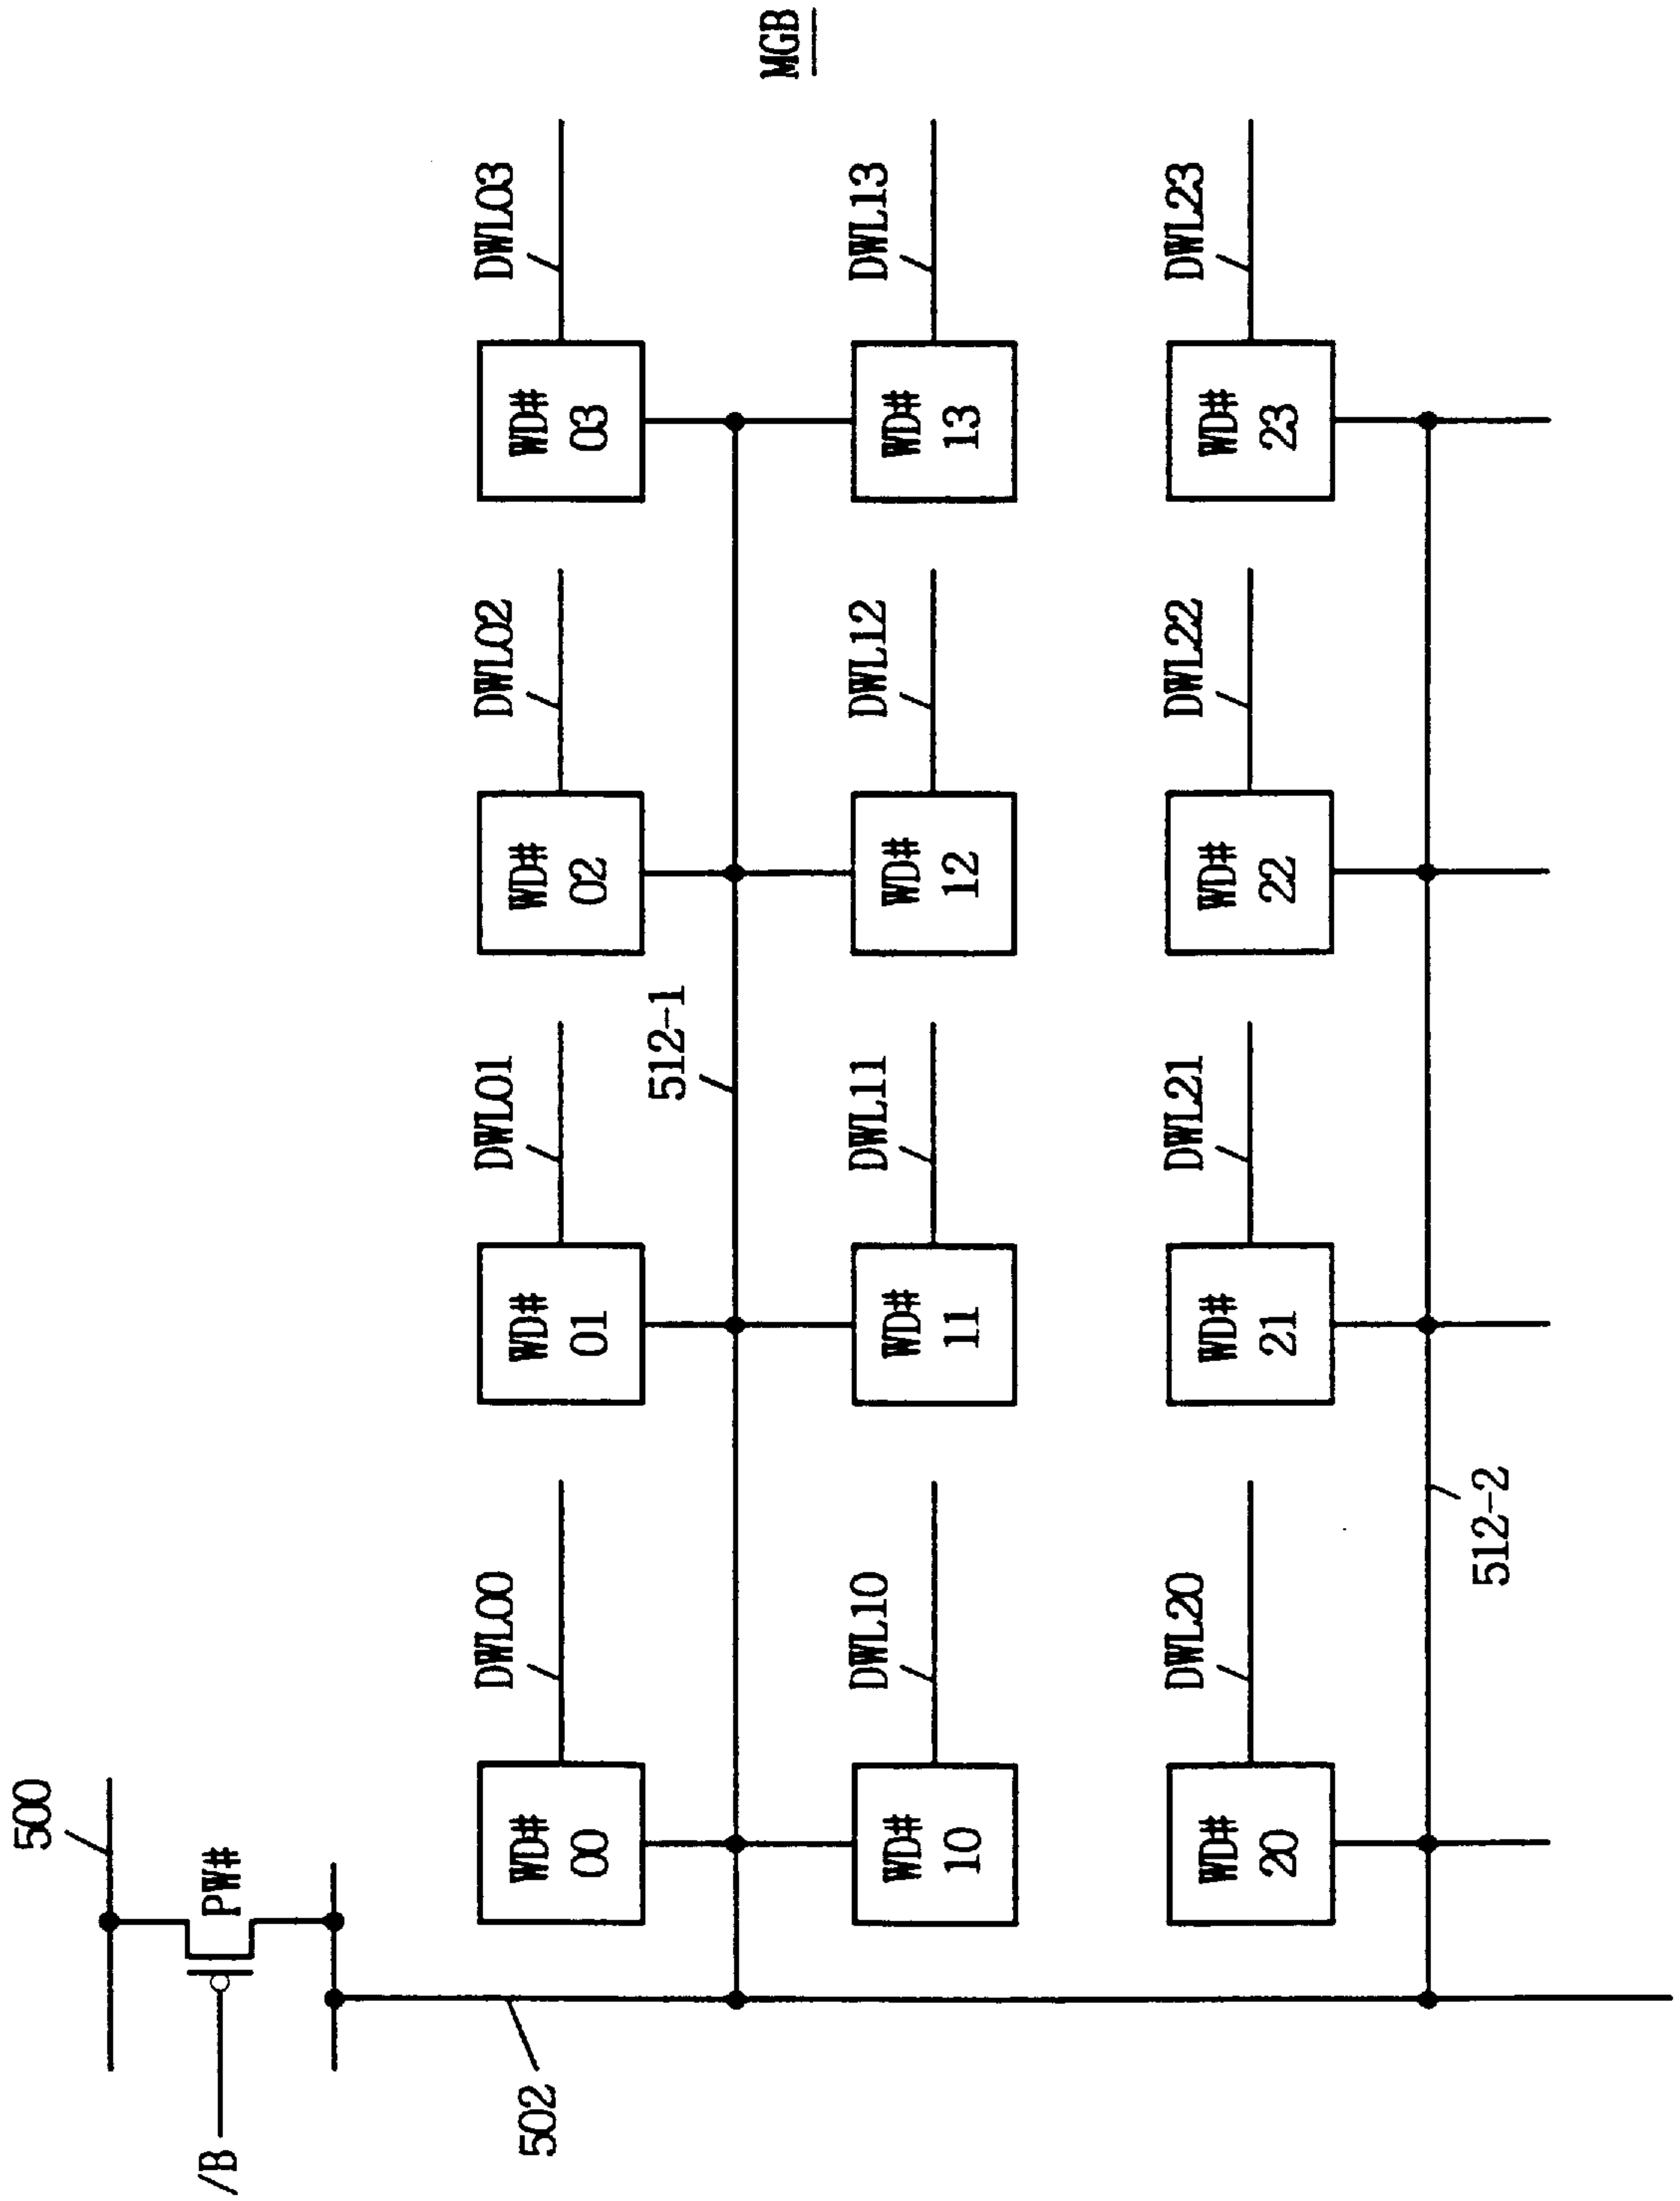 MGB
500
PW#
/B
502
DWL00
DWL01
DWL02
DWL03
WD#
00
WD#
01
WD#
02
WD#
03
512-1
DWL10
DWL11
DWL12
DWL13
WD#
10
WD#
11
WD#
12
WD#
13
DWL20
DWL21
DWL22
DWL23
WD#
20
WD#
21
WD#
22
WD#
23
512-2